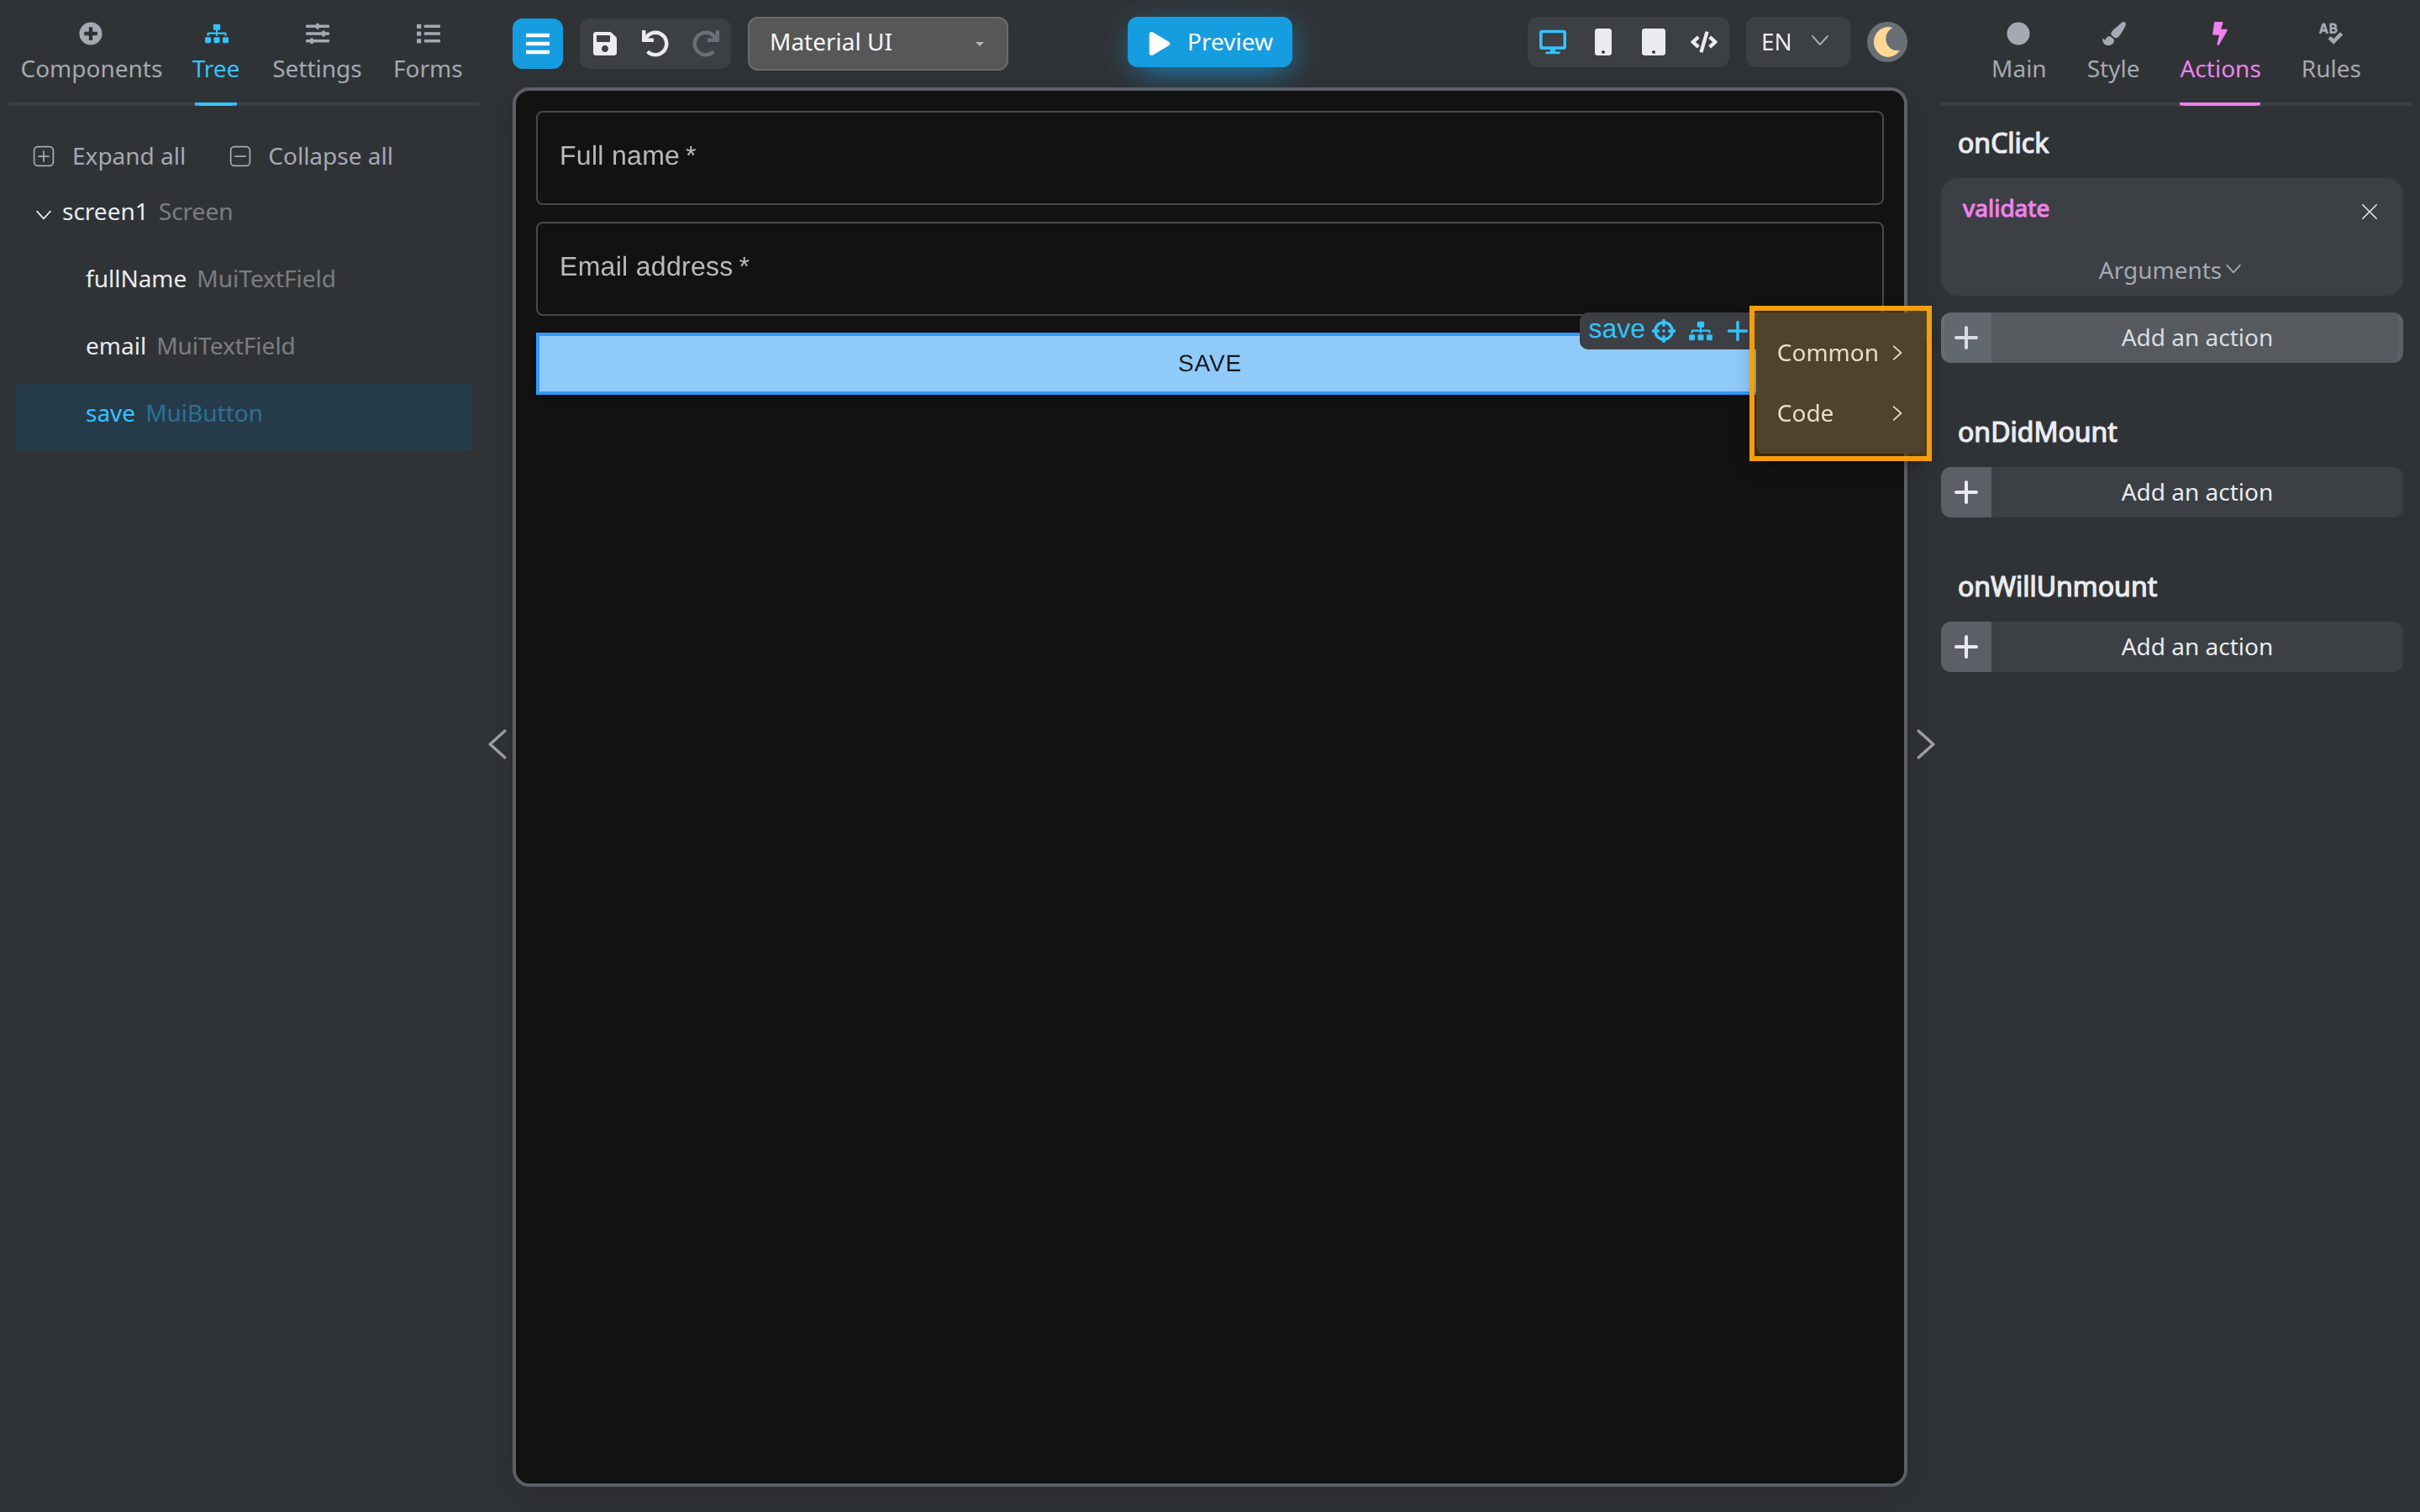 Components
Tree
Settings
Forms
Material UI
Preview
EN
Main
Style
AB
Actions
Rules
Expand all
Collapse all
screen1 Screen
fullName MuiTextField
email MuiTextField
save MuiButton
Full name *
Email address *
save
SAVE
Common
Code
onClick
validate
Arguments
Add an action
onDidMount
Add an action
onWillUnmount
Add an action